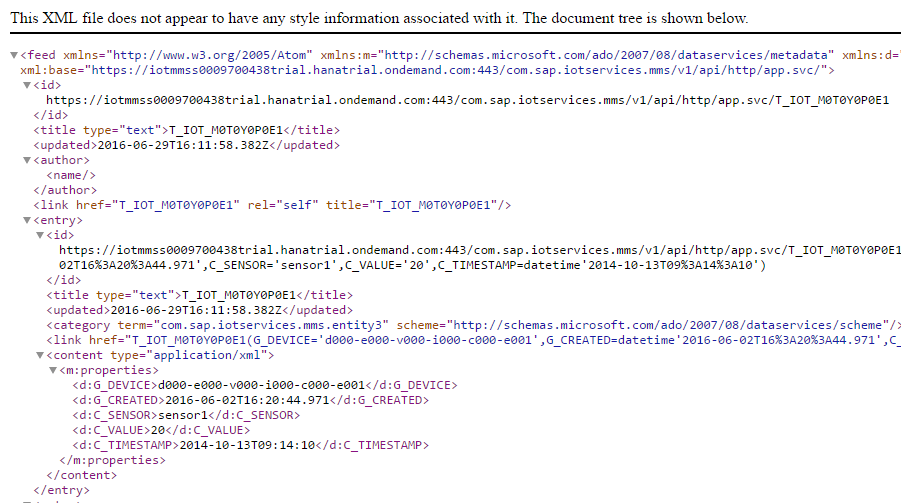 This XML file does not appear to have any style information associated with it. The document tree is shown below.
▼<feed xmlns="http://www.w3.org/2005/Atom" xmlns:m="http://schemas.microsoft.com/ado/2007/08/dataservices/metadata" xmlns:d="
xml:base="https://iotmmss0009700438trial.hanatrial.ondemand.com:443/com.sap.iotservices.mms/v1/api/http/app.svc/">
▼<id>
https://iotmmss0009700438trial.hanatrial.ondemand.com:443/com.sap.iotservices.mms/v1/api/http/app.svc/T_IOT_M0T0Y0P0E1
</id>
<title type="text">T_IOT_M0T0Y0P0E1</title>
<updated>2016-06-29T16:11:58.382Z</updated>
▼<author>
<name/>
</author>
<link href="T_IOT_M0T0Y0P0E1" rel="self" title="T_IOT_M0T0Y0P0E1"/>
▼<entry>
▼<id>
https://iotmmss0009700438trial.hanatrial.ondemand.com:443/com.sap.iotservices.mms/v1/api/http/app.svc/T_IOT_M0T0Y0P0E1
02T16%3A20%3A44.971',C_SENSOR='sensor1',C_VALUE='20',C_TIMESTAMP=datetime'2014-10-13T09%3A14%3A10')
</id>
<title type="text">T_IOT_M0T0Y0P0E1</title>
<updated>2016-06-29T16:11:58.382Z</updated>
<category term="com.sap.iotservices.mms.entity3" scheme="http://schemas.microsoft.com/ado/2007/08/dataservices/scheme"/>
<link href="T_IOT_M0T0Y0P0E1(G_DEVICE='d000-e000-v000-i000-c000-e001',G_CREATED=datetime'2016-06-02T16%3A20%3A44.971',C_
▼<content type="application/xml">
▼<m:properties>
<d:G_DEVICE>d000-e000-v000-i000-c000-e001</d:G_DEVICE>
<d:G_CREATED>2016-06-02T16:20:44.971</d:G_CREATED>
<d:C_SENSOR>sensor1</d:C_SENSOR>
<d:C_VALUE>20</d:C_VALUE>
<d:C_TIMESTAMP>2014-10-13T09:14:10</d:C_TIMESTAMP>
</m:properties>
</content>
</entry>